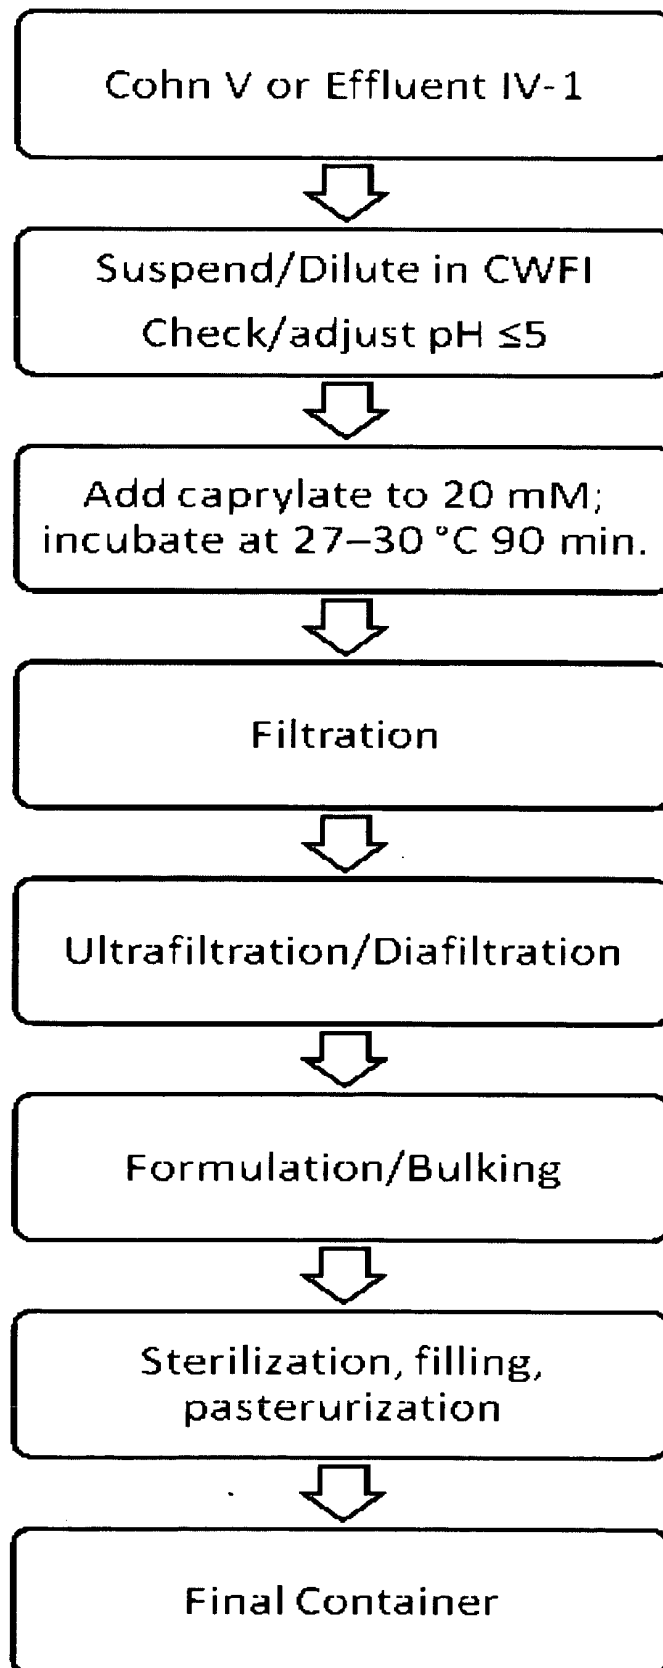 Cohn V or Effluent IV-1
Suspend/Dilute in CWFI
Check/adjust pH ≤5
Add caprylate to 20 mM;
incubate at 27–30 °C 90 min.
Filtration
Ultrafiltration/Diafiltration
Formulation/Bulking
Sterilization, filling,
pasterurization
Final Container